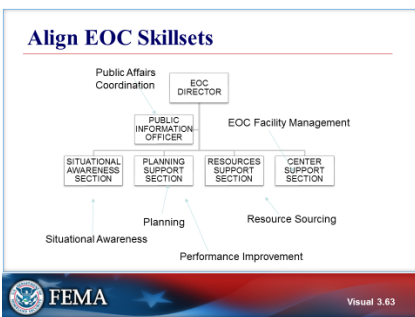 Align EOC Skillsets
Public Affairs
Coordination
EOC
DIRECTOR
PUBLIC
INFORMATION
OFFICER
EOC Facility Management
SITUATIONAL
AWARENESS
SECTION
PLANNING
SUPPORT
SECTION
RESOURCES
SUPPORT
SECTION
CENTER
SUPPORT
SECTION
Planning
Resource Sourcing
Situational Awareness
Performance Improvement
FEMA
Visual 3.63